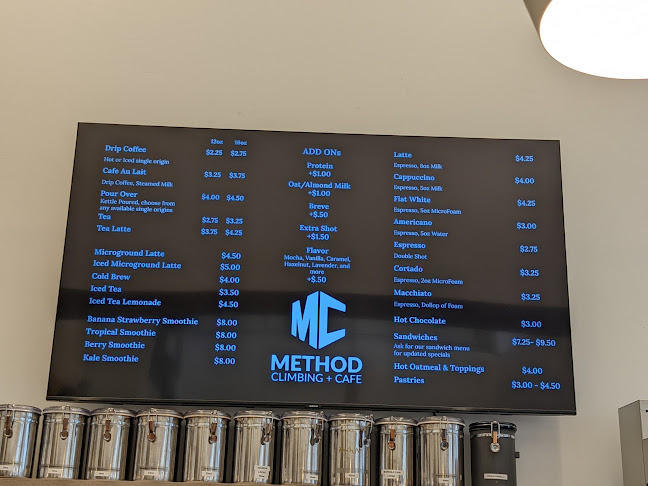 12oz 16oz
Drip Coffee $2.25 $2.75
Hot or Iced single origin
Cafe Au Lait $3.25 $3.75
Drip Coffee, Steamed Milk
Pour Over $4.00 $4.50
Kettle Poured, choose from
any available single origins
Tea $2.75 $3.25
Tea Latte $3.75 $4.25
Microground Latte $4.50
Iced Microground Latte $5.00
Cold Brew $4.00
Iced Tea $3.50
Iced Tea Lemonade $4.50
Banana Strawberry Smoothie $8.00
Tropical Smoothie $8.00
Berry Smoothie $8.00
Kale Smoothie $8.00
ADD ONs
Protein
+$1.00
Oat/Almond Milk
+$1.00
Breve
+$.50
Extra Shot
+$1.50
Flavor
Mocha, Vanilla, Caramel,
Hazelnut, Lavender, and
more
+$.50
MC
METHOD
CLIMBING + CAFE
Latte $4.25
Espresso, 8oz Milk
Cappuccino $4.00
Espresso, 5oz Milk
Flat White $4.25
Espresso, 5oz MicroFoam
Americano $3.00
Espresso, 5oz Water
Espresso $2.75
Double Shot
Cortado $3.25
Espresso, 2oz MicroFoam
Macchiato $3.25
Espresso, Dollop of Foam
Hot Chocolate $3.00
Sandwiches $7.25- $9.50
Ask for our sandwich menu
for updated specials
Hot Oatmeal & Toppings $4.00
Pastries $3.00 - $4.50